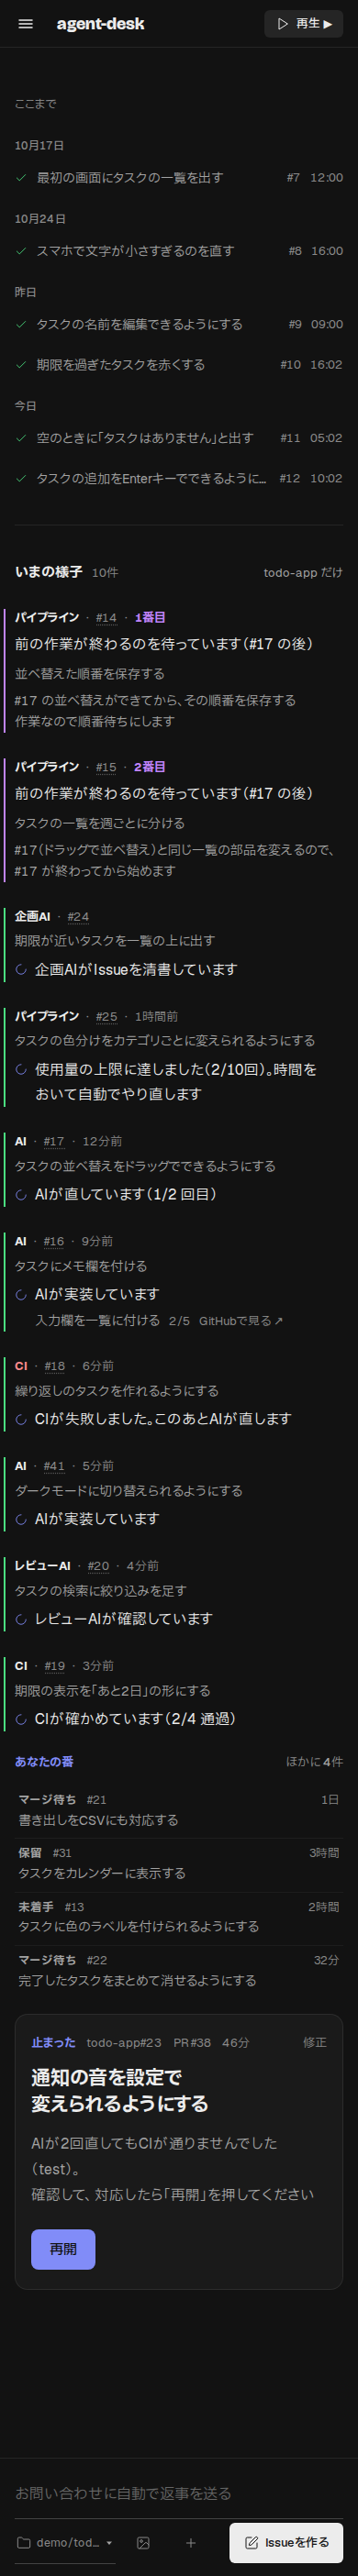 agent-desk
再生 ▶
ここまで
10月17日
最初の画面にタスクの一覧を出す #7 12:00
10月24日
スマホで文字が小さすぎるのを直す #8 16:00
昨日
タスクの名前を編集できるようにする #9 09:00
期限を過ぎたタスクを赤くする #10 16:02
今日
空のときに「タスクはありません」と出す #11 05:02
タスクの追加をEnterキーでできるように… #12 10:02
いまの様子 10件 todo-app だけ
パイプライン · #14 · 1番目
前の作業が終わるのを待っています(#17 の後)
並べ替えた順番を保存する
#17 の並べ替えができてから、その順番を保存する
作業なので順番待ちにします
パイプライン · #15 · 2番目
前の作業が終わるのを待っています(#17 の後)
タスクの一覧を週ごとに分ける
#17(ドラッグで並べ替え)と同じ一覧の部品を変えるので、
#17 が終わってから始めます
企画AI · #24
期限が近いタスクを一覧の上に出す
企画AIがIssueを清書しています
パイプライン · #25 · 1時間前
タスクの色分けをカテゴリごとに変えられるようにする
使用量の上限に達しました(2/10回)。時間を
おいて自動でやり直します
AI · #17 · 12分前
タスクの並べ替えをドラッグでできるようにする
AIが直しています(1/2 回目)
AI · #16 · 9分前
タスクにメモ欄を付ける
AIが実装しています
入力欄を一覧に付ける 2/5 GitHubで見る ↗
CI · #18 · 6分前
繰り返しのタスクを作れるようにする
CIが失敗しました。このあとAIが直します
AI · #41 · 5分前
ダークモードに切り替えられるようにする
AIが実装しています
レビューAI · #20 · 4分前
タスクの検索に絞り込みを足す
レビューAIが確認しています
CI · #19 · 3分前
期限の表示を「あと2日」の形にする
CIが確かめています(2/4 通過)
あなたの番 ほかに4件
マージ待ち #21 1日
書き出しをCSVにも対応する
保留 #31 3時間
タスクをカレンダーに表示する
未着手 #13 2時間
タスクに色のラベルを付けられるようにする
マージ待ち #22 32分
完了したタスクをまとめて消せるようにする
止まった todo-app#23 PR#38 46分 修正
通知の音を設定で
変えられるようにする
AIが2回直してもCIが通りませんでした
(test)。
確認して、対応したら「再開」を押してください
再開
お問い合わせに自動で返事を送る
demo/tod… Issueを作る